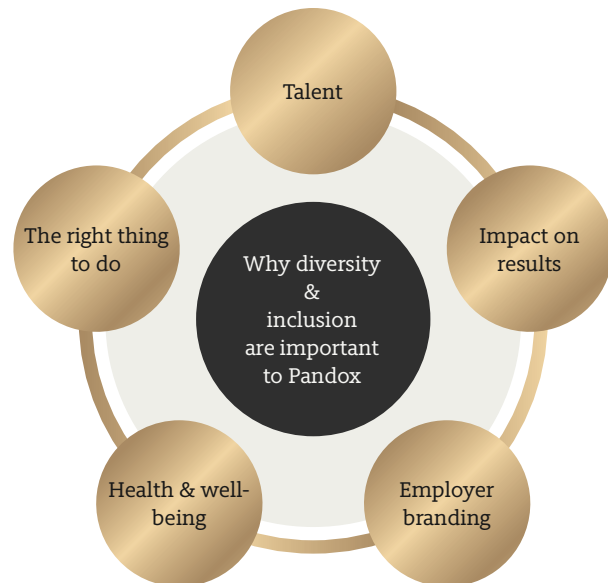 Talent
The right thing
to do
Impact on
results
Why diversity
&
inclusion
are important
to Pandox
Health & well-
being
Employer
branding